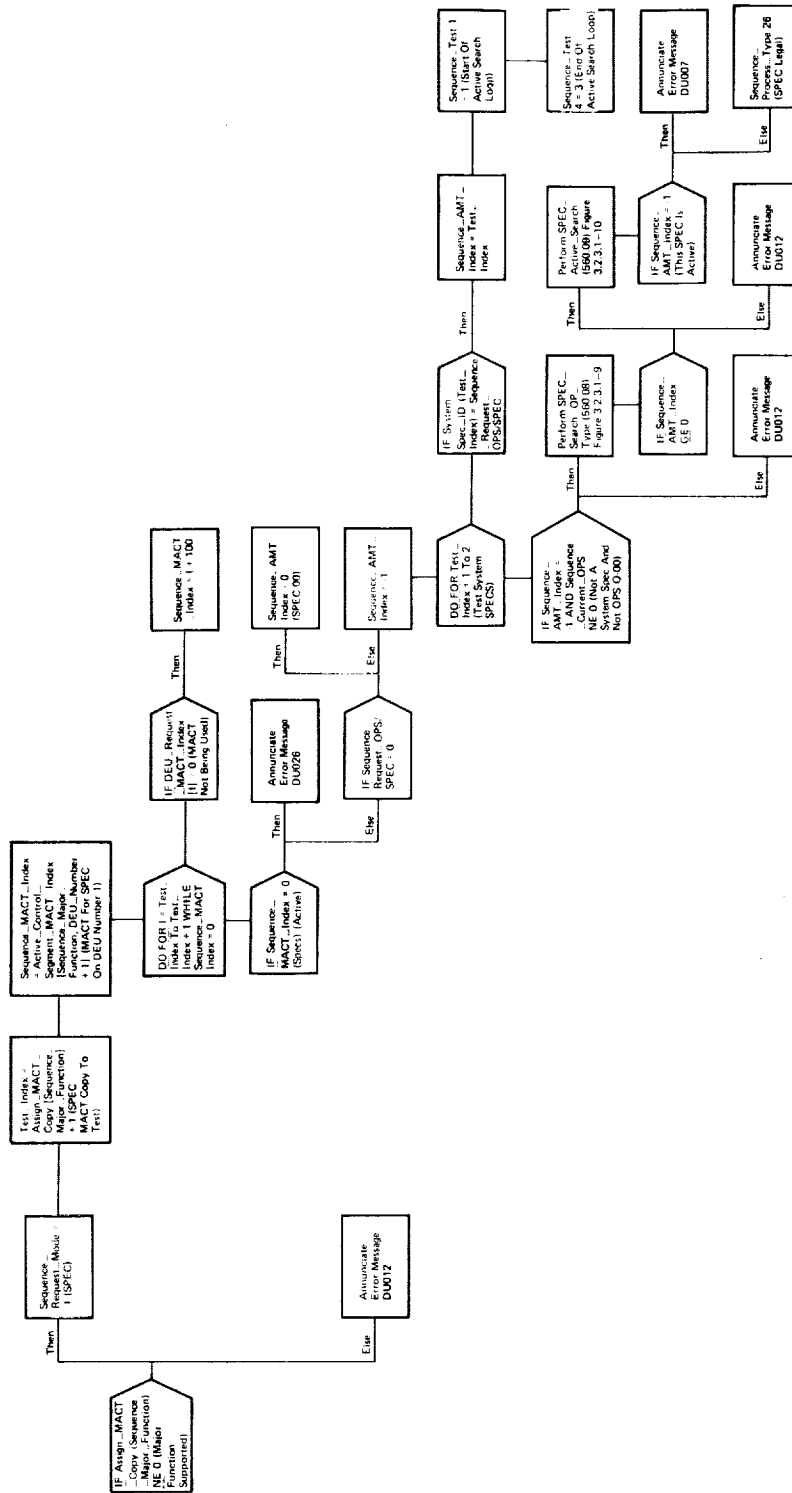 IF Assign_MACT
_Copy (Sequence
_Major_Function)
NE 0 (Major
Function
Supported)
Then
Sequence_
Request_Mode =
1 (SPEC)
Else
Annunciate
Error Message
DU012
Test_Index =
Assign_MACT_
Copy [Sequence_
Major_Function]
+ 1 (SPEC
MACT Copy To
Test)
Sequence_MACT_Index
= Active_Control_
Segment_MACT_Index
[Sequence_Major_
Function, DEU_Number
+ 1] (MACT For SPEC
On DEU Number 1)
DO FOR I = Test_
Index To Test_
Index + 1 WHILE
Sequence_MACT
Index = 0
IF DEU_Request
_MACT_Index
[I] = 0 (MACT
Not Being Used)
Then
Sequence_MACT
_Index = I + 100
IF Sequence_
MACT_Index = 0
(Specs) (Active)
Then
Annunciate
Error Message
DU026
Else
IF Sequence
Request_OPS/
SPEC = 0
Then
Sequence_AMT
Index = 0
(SPEC 00)
Else
Sequence_AMT_
Index = -1
DO FOR Test_
Index = 1 To 2
(Test System
SPECS)
IF System
Spec_ID (Test_
Index) = Sequence
_Request_
OPS/SPEC
Then
Sequence_AMT_
Index = Test_
Index
Sequence_Test 1
= 1 (Start Of
Active Search
Loop)
Sequence_Test
4 = 3 (End Of
Active Search Loop)
IF Sequence_
AMT_Index =
1 AND Sequence
_Current_OPS
NE 0 (Not A
System Spec And
Not OPS 0-00)
Then
Perform SPEC_
Search_OP_
Type (560.08)
Figure 3.2.3.1-9
Else
Annunciate
Error Message
DU012
IF Sequence_
AMT_Index
GE 0
Then
Perform SPEC_
Active_Search
(560.09) Figure
3.2.3.1-10
Else
Annunciate
Error Message
DU012
IF Sequence_
AMT_Index = -1
(This SPEC Is
Active)
Then
Annunciate
Error Message
DU007
Else
Sequence_
Process_Type 26
(SPEC Legal)